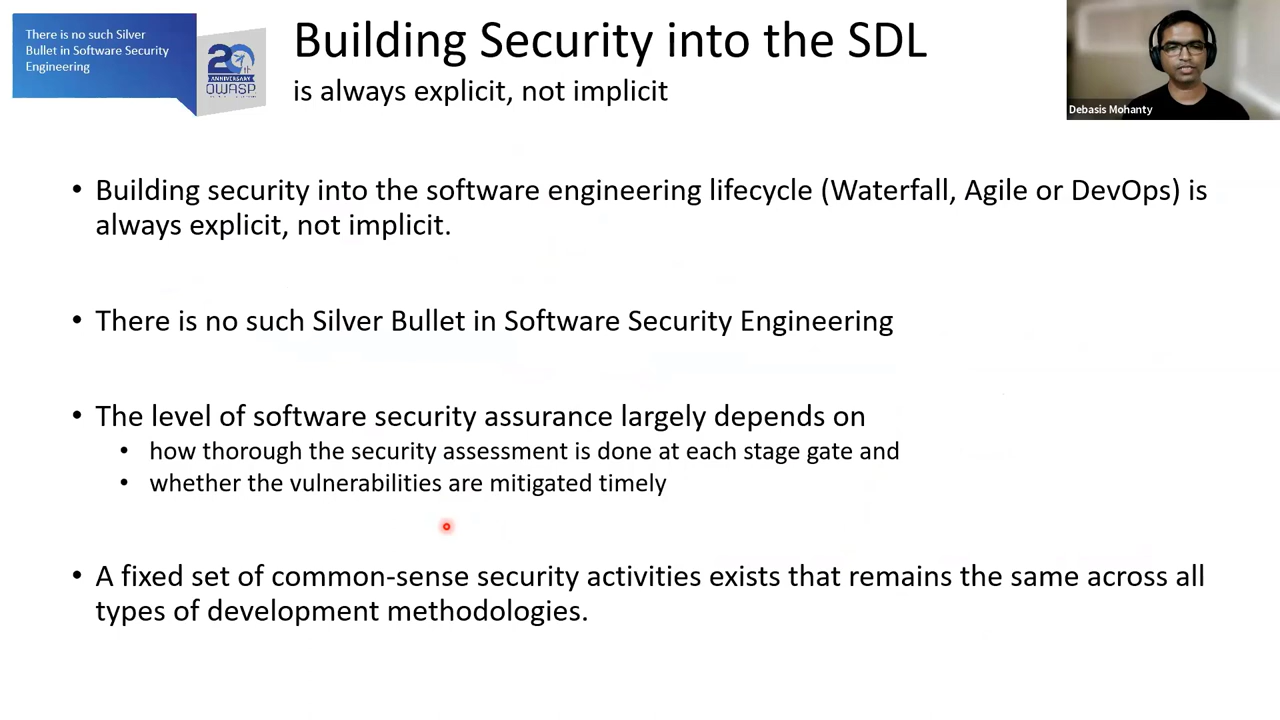 There is no such Silver
Bullet in Software Security
Engineering
20
th
ANNIVERSARY
OWASP
Building Security into the SDL
is always explicit, not implicit
Debasis Mohanty
• Building security into the software engineering lifecycle (Waterfall, Agile or DevOps) is
always explicit, not implicit.
• There is no such Silver Bullet in Software Security Engineering
• The level of software security assurance largely depends on
• how thorough the security assessment is done at each stage gate and
• whether the vulnerabilities are mitigated timely
• A fixed set of common-sense security activities exists that remains the same across all
types of development methodologies.